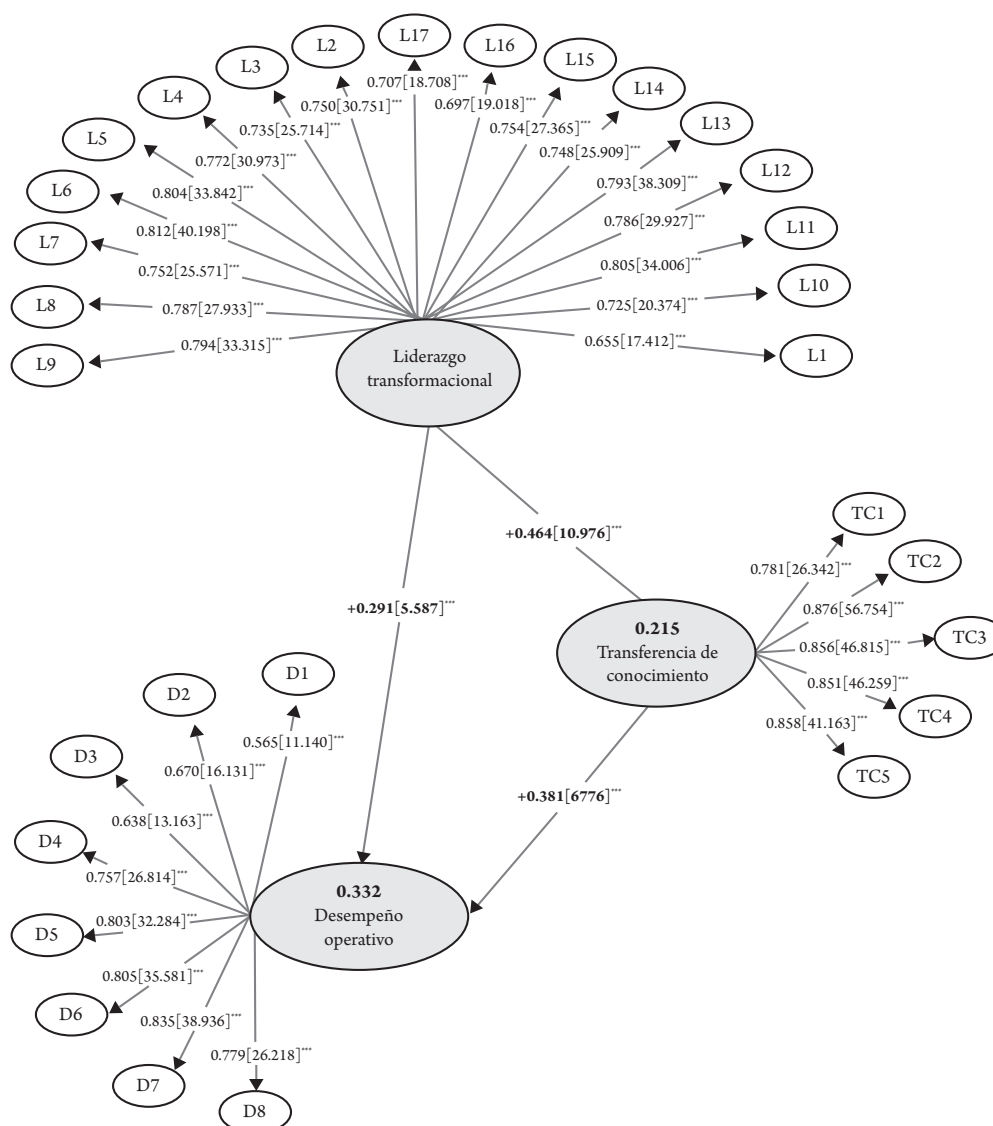 L17
L2
L16
L3
L15
L4
L14
L5
L13
L6
L12
L7
L11
L8
L10
L9
L1
0.707[18.708]***
0.750[30.751]***
0.697[19.018]***
0.735[25.714]***
0.754[27.365]***
0.772[30.973]***
0.748[25.909]***
0.804[33.842]***
0.793[38.309]***
0.812[40.198]***
0.786[29.927]***
0.752[25.571]***
0.805[34.006]***
0.787[27.933]***
0.725[20.374]***
0.794[33.315]***
0.655[17.412]***
Liderazgo
transformacional
+0.464[10.976]***
+0.291[5.587]***
TC1
0.781[26.342]***
TC2
0.876[56.754]***
TC3
0.856[46.815]***
TC4
0.851[46.259]***
TC5
0.858[41.163]***
0.215
Transferencia de
conocimiento
+0.381[6776]***
D1
0.565[11.140]***
D2
0.670[16.131]***
D3
0.638[13.163]***
D4
0.757[26.814]***
D5
0.803[32.284]***
D6
0.805[35.581]***
D7
0.835[38.936]***
D8
0.779[26.218]***
0.332
Desempeño
operativo